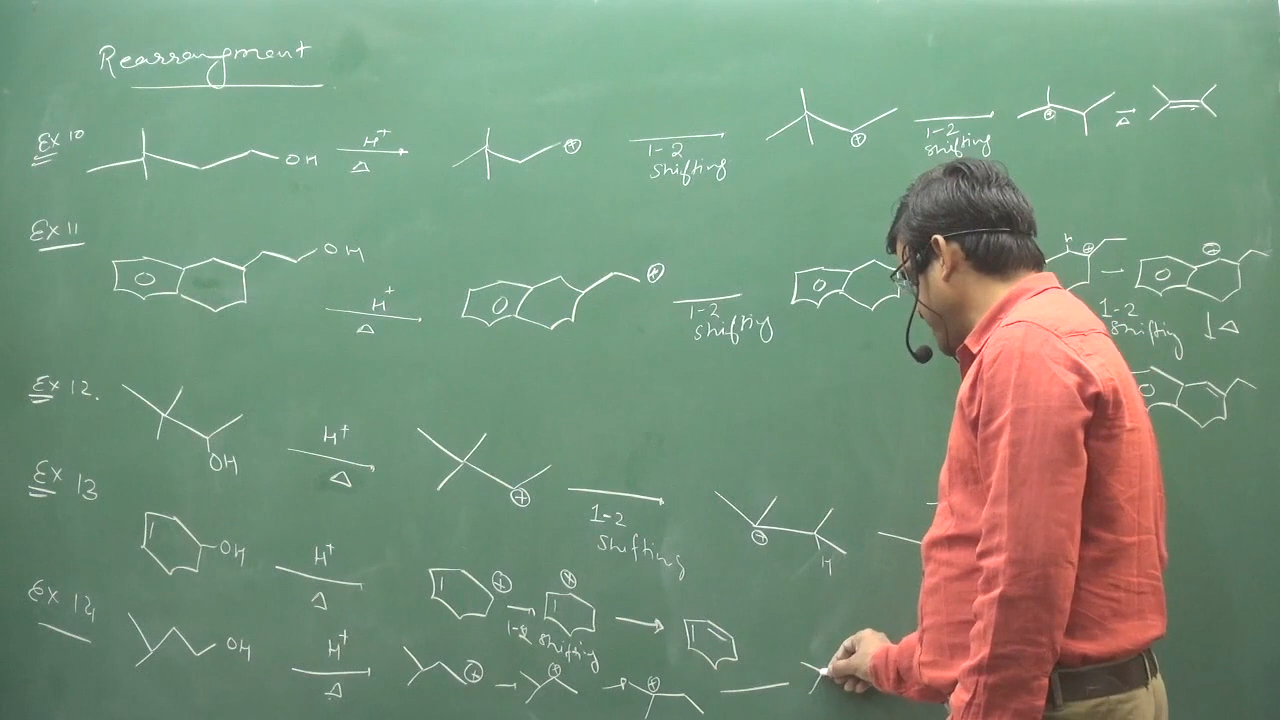 Rearrangment
Ex 10
OH
H+
△
⊕
1-2
Shifting
⊕
1-2
Shifting
⊕
△
Ex 11
OH
H+
△
⊕
1-2
Shifting
H
⊕
1-2
Shifting
⊕
△
Ex 12.
OH
H+
△
⊕
1-2
Shifting
⊕
H
Ex 13
OH
H+
△
⊕
1-2 Shifting
⊕
Ex 14
OH
H+
△
⊕
⊕
⊕